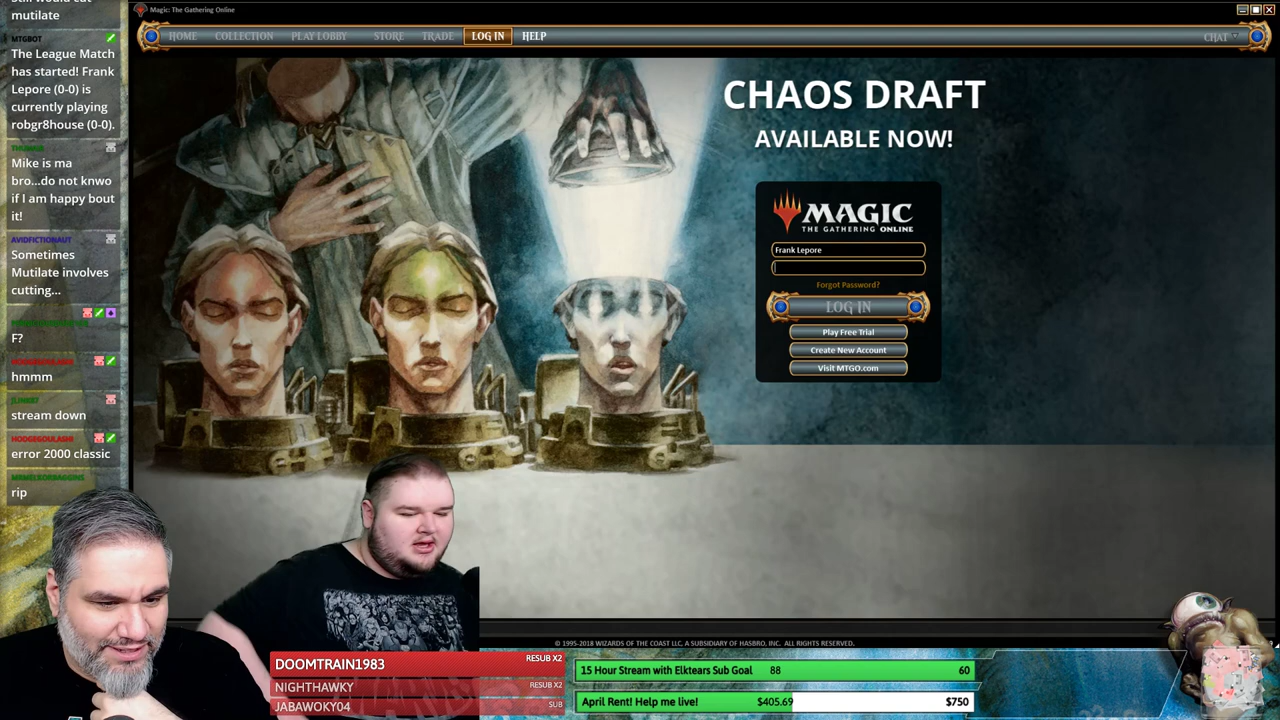 mutilate
MTGBOT
The League Match
has started! Frank
Lepore (0-0) is
currently playing
robgr8house (0-0).
Mike is ma
bro...do not knwo
if I am happy bout
it!
AVIDFICTIONAUT
Sometimes
Mutilate involves
cutting...
F?
HODGEGOULASH
hmmm
stream down
HODGEGOULASH
error 2000 classic
rip
Magic: The Gathering Online
HOME COLLECTION PLAY LOBBY STORE TRADE LOG IN HELP CHAT
CHAOS DRAFT
AVAILABLE NOW!
MAGIC
THE GATHERING ONLINE
Frank Lepore
Forgot Password?
LOG IN
Play Free Trial
Create New Account
Visit MTGO.com
© 1995-2018 WIZARDS OF THE COAST LLC, A SUBSIDIARY OF HASBRO, INC. ALL RIGHTS RESERVED.
DOOMTRAIN1983 RESUB X2
NIGHTHAWKY RESUB X2
JABAWOKY04 SUB
15 Hour Stream with Elktears Sub Goal 88 60
April Rent! Help me live! $405.69 $750